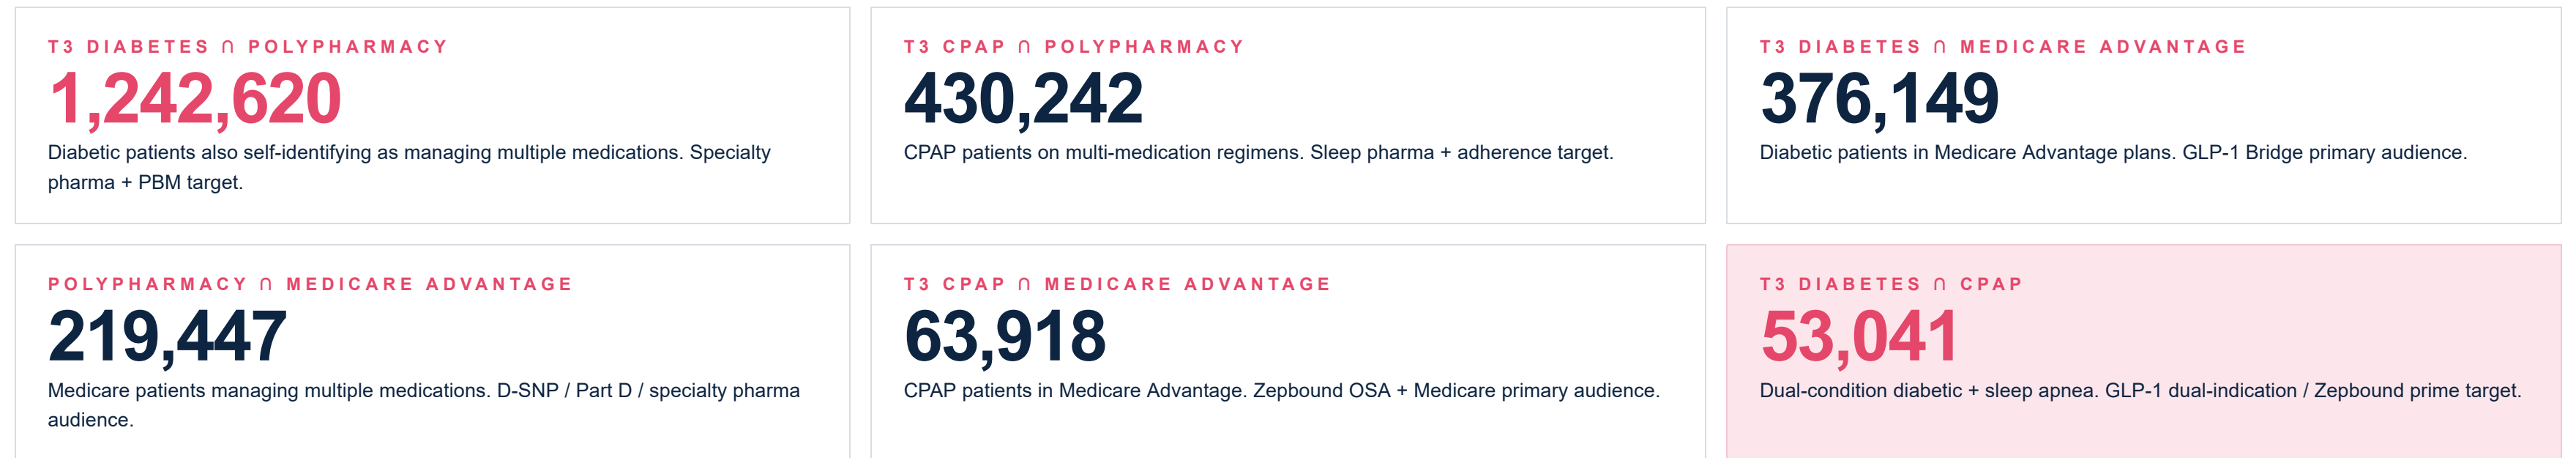 T3 DIABETES ∩ POLYPHARMACY
1,242,620
Diabetic patients also self-identifying as managing multiple medications. Specialty
pharma + PBM target.
T3 CPAP ∩ POLYPHARMACY
430,242
CPAP patients on multi-medication regimens. Sleep pharma + adherence target.
T3 DIABETES ∩ MEDICARE ADVANTAGE
376,149
Diabetic patients in Medicare Advantage plans. GLP-1 Bridge primary audience.
POLYPHARMACY ∩ MEDICARE ADVANTAGE
219,447
Medicare patients managing multiple medications. D-SNP / Part D / specialty pharma
audience.
T3 CPAP ∩ MEDICARE ADVANTAGE
63,918
CPAP patients in Medicare Advantage. Zepbound OSA + Medicare primary audience.
T3 DIABETES ∩ CPAP
53,041
Dual-condition diabetic + sleep apnea. GLP-1 dual-indication / Zepbound prime target.